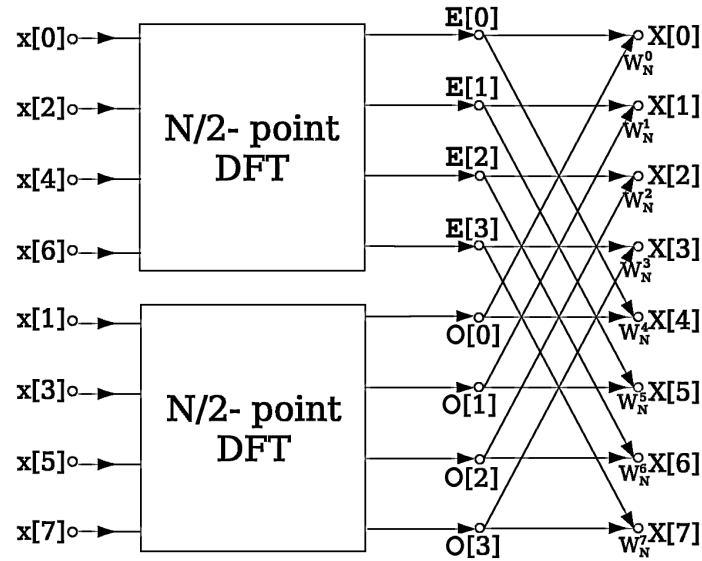 x[0]
x[2]
x[4]
x[6]
x[1]
x[3]
x[5]
x[7]
N/2- point
DFT
N/2- point
DFT
E[0]
E[1]
E[2]
E[3]
O[0]
O[1]
O[2]
O[3]
X[0]
W_N^0
X[1]
W_N^1
X[2]
W_N^2
X[3]
W_N^3
W_N^4 X[4]
W_N^5 X[5]
W_N^6 X[6]
W_N^7 X[7]